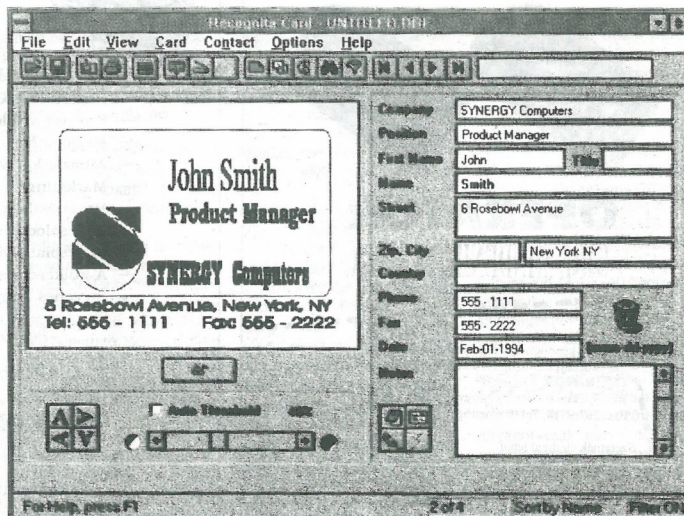 Recognita Card - UNTITLED.DBF
File Edit View Card Contact Options Help
John Smith
Product Manager
SYNERGY Computers
6 Rosebowl Avenue, New York, NY
Tel: 555 - 1111 Fax: 555 - 2222
Auto Threshold
Company SYNERGY Computers
Position Product Manager
First Name John Title
Name Smith
Street 6 Rosebowl Avenue
Zip, City New York NY
Country
Phone 555 - 1111
Fax 555 - 2222
Date Feb-01-1994
Notes
For Help, press F1 2 of 4 Sort by Name Filter ON